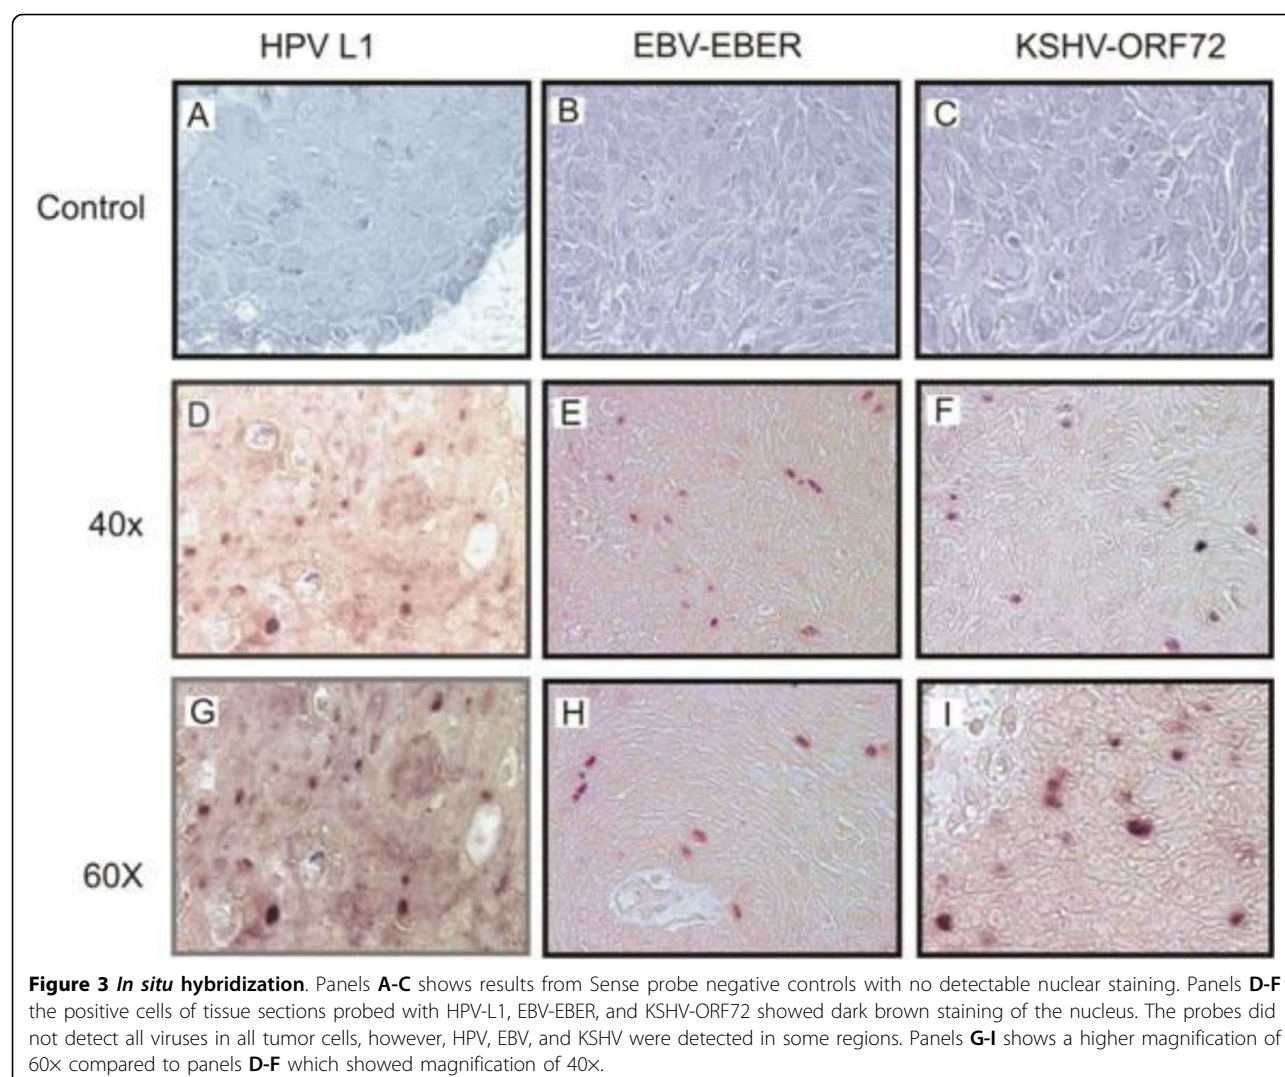 HPV L1 EBV-EBER KSHV-ORF72
Control
A B C
40x
D E F
60X
G H I
Figure 3 In situ hybridization. Panels A-C shows results from Sense probe negative controls with no detectable nuclear staining. Panels D-F
the positive cells of tissue sections probed with HPV-L1, EBV-EBER, and KSHV-ORF72 showed dark brown staining of the nucleus. The probes did
not detect all viruses in all tumor cells, however, HPV, EBV, and KSHV were detected in some regions. Panels G-I shows a higher magnification of
60× compared to panels D-F which showed magnification of 40×.